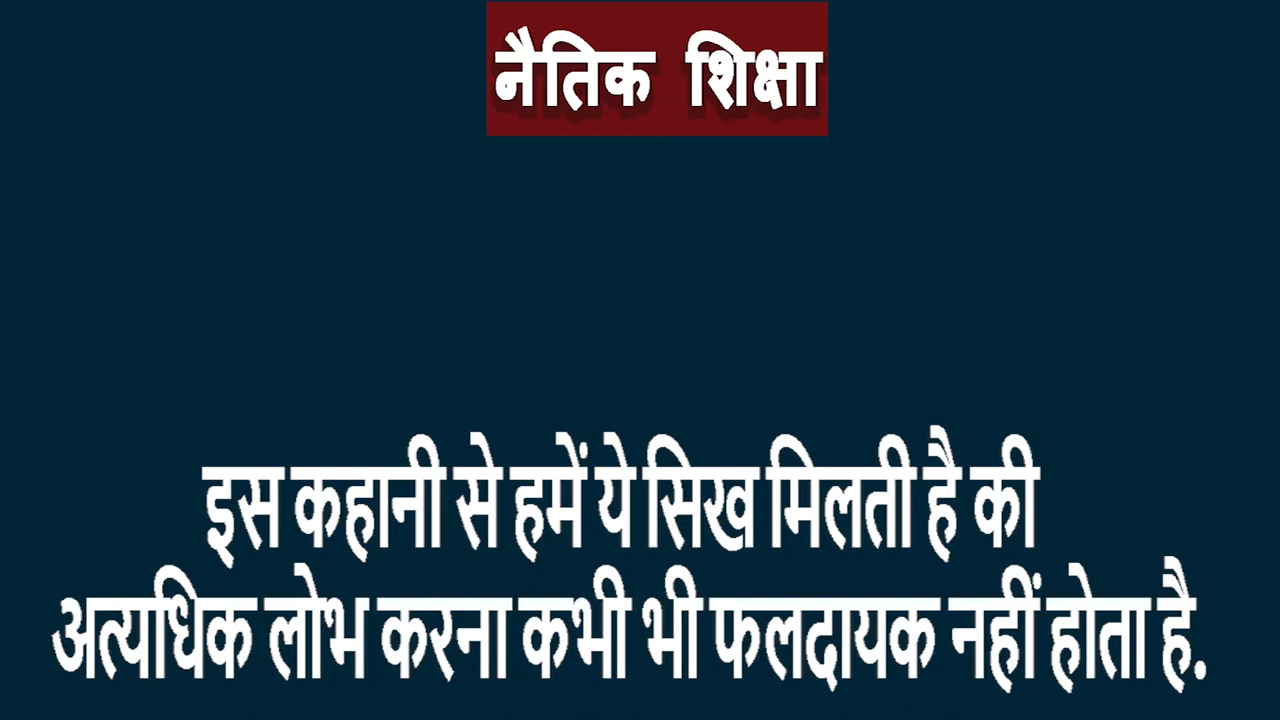 नैतिक शिक्षा
इस कहानी से हमें ये सिख मिलती है की
अत्यधिक लोभ करना कभी भी फलदायक नहीं होता है.